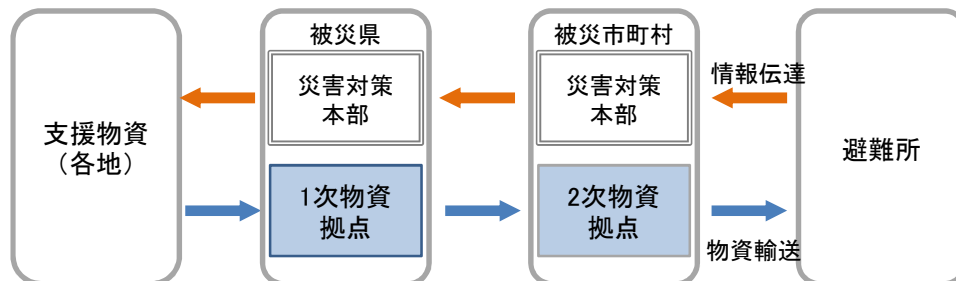 支援物資
（各地）
被災県
災害対策
本部
1次物資
拠点
被災市町村
災害対策
本部
2次物資
拠点
情報伝達
物資輸送
避難所